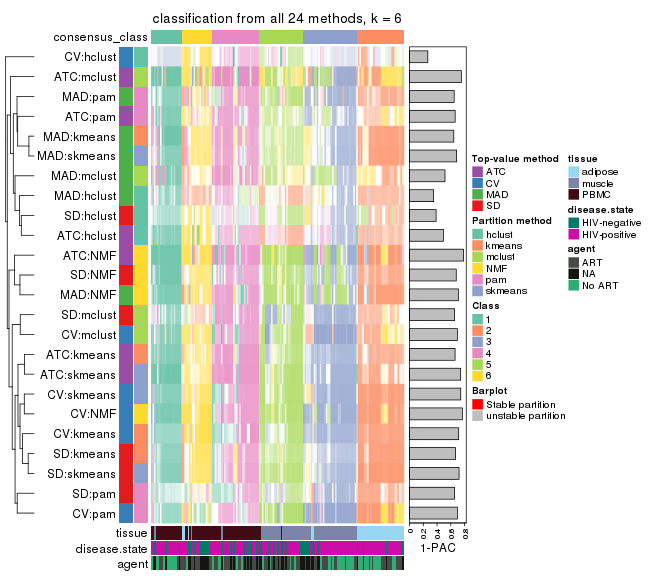 classification from all 24 methods, k = 6
consensus_class
CV:hclust
ATC:mclust
MAD:pam
ATC:pam
MAD:kmeans
MAD:skmeans
MAD:mclust
MAD:hclust
SD:hclust
ATC:hclust
ATC:NMF
SD:NMF
MAD:NMF
SD:mclust
CV:mclust
ATC:kmeans
ATC:skmeans
CV:skmeans
CV:NMF
CV:kmeans
SD:kmeans
SD:skmeans
SD:pam
CV:pam
tissue
disease.state
agent
0 0.2 0.4 0.6 0.8
1-PAC
Top-value method
ATC
CV
MAD
SD
Partition method
hclust
kmeans
mclust
NMF
pam
skmeans
Class
1
2
3
4
5
6
Barplot
Stable partition
unstable partition
tissue
adipose
muscle
PBMC
disease.state
HIV-negative
HIV-positive
agent
ART
NA
No ART